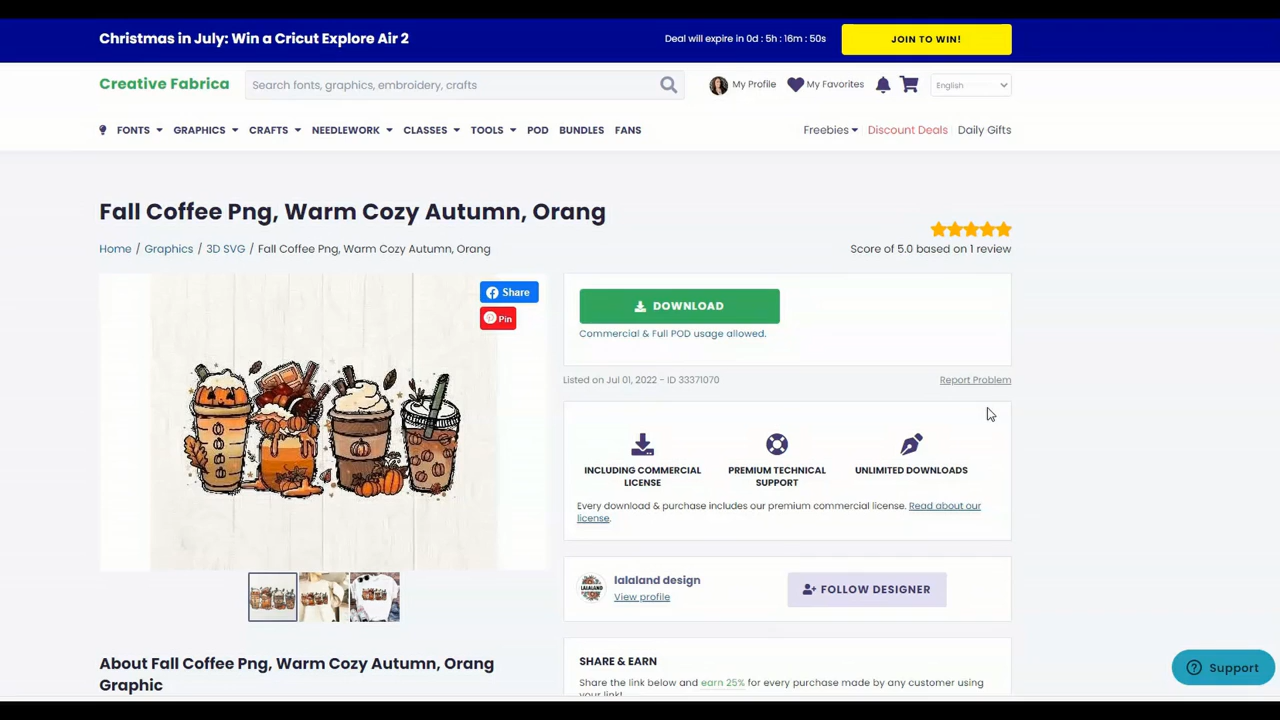 Christmas in July: Win a Cricut Explore Air 2
Deal will expire in 0d : 5h : 16m : 50s
JOIN TO WIN!
Creative Fabrica
Search fonts, graphics, embroidery, crafts
My Profile
My Favorites
English
FONTS
GRAPHICS
CRAFTS
NEEDLEWORK
CLASSES
TOOLS
POD
BUNDLES
FANS
Freebies
Discount Deals
Daily Gifts
Fall Coffee Png, Warm Cozy Autumn, Orang
Home / Graphics / 3D SVG / Fall Coffee Png, Warm Cozy Autumn, Orang
Score of 5.0 based on 1 review
Share
Pin
DOWNLOAD
Commercial & Full POD usage allowed.
Listed on Jul 01, 2022 - ID 33371070
Report Problem
INCLUDING COMMERCIAL
LICENSE
PREMIUM TECHNICAL
SUPPORT
UNLIMITED DOWNLOADS
Every download & purchase includes our premium commercial license. Read about our
license.
LALALAND
lalaland design
View profile
FOLLOW DESIGNER
About Fall Coffee Png, Warm Cozy Autumn, Orang
Graphic
SHARE & EARN
Share the link below and earn 25% for every purchase made by any customer using
your link!
Support